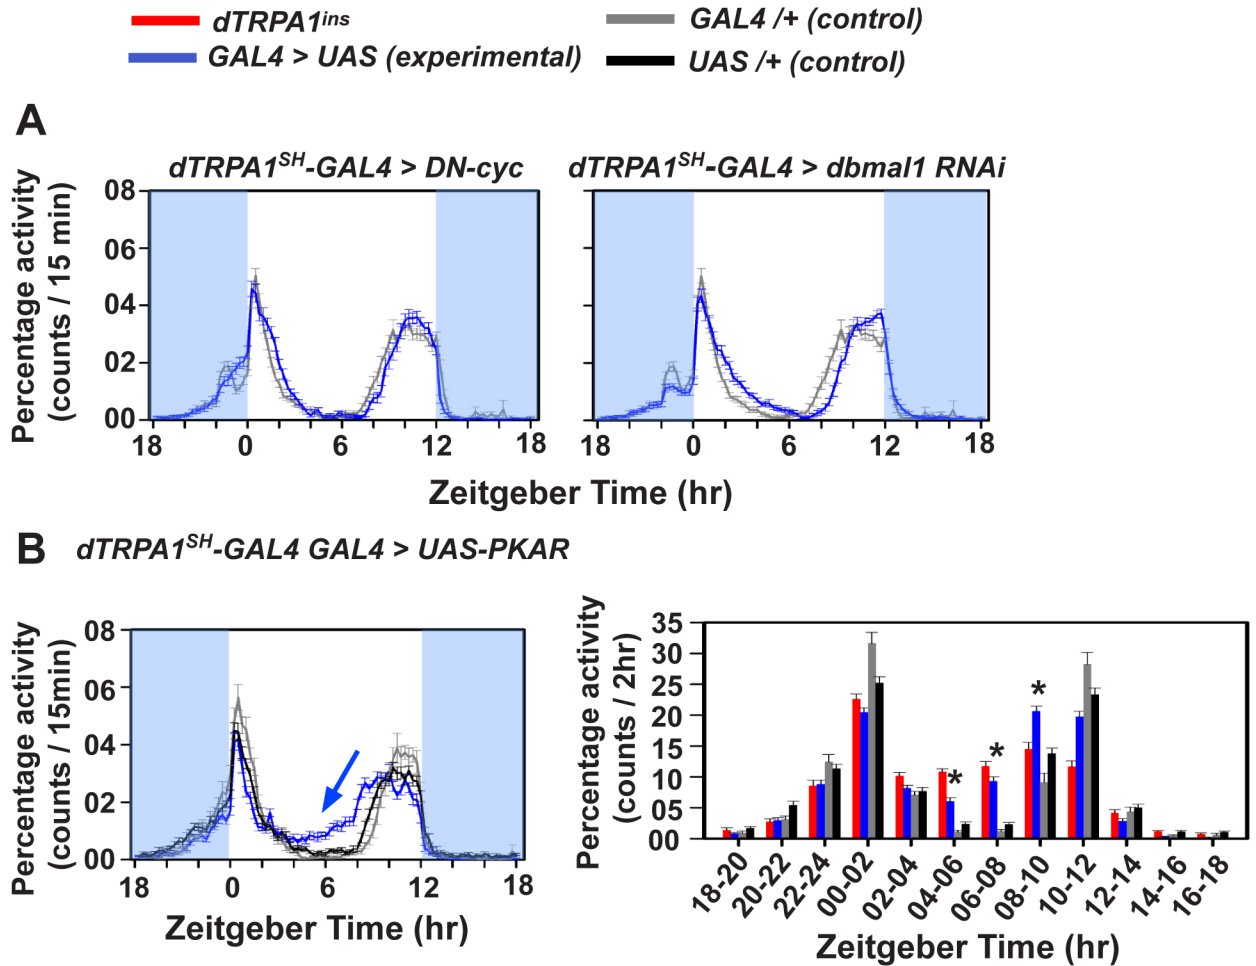 dTRPA1ins
GAL4 > UAS (experimental)
GAL4 /+ (control)
UAS /+ (control)
A
dTRPA1SH-GAL4 > DN-cyc
dTRPA1SH-GAL4 > dbmal1 RNAi
Percentage activity
(counts / 15 min)
08
06
04
02
00
18 0 6 12 18
18 0 6 12 18
Zeitgeber Time (hr)
B dTRPA1SH-GAL4 GAL4 > UAS-PKAR
Percentage activity
(counts / 15min)
08
06
04
02
00
18 0 6 12 18
Zeitgeber Time (hr)
Percentage activity
(counts / 2hr)
35
30
25
20
15
10
05
00
* * *
18-20 20-22 22-24 00-02 02-04 04-06 06-08 08-10 10-12 12-14 14-16 16-18
Zeitgeber Time (hr)